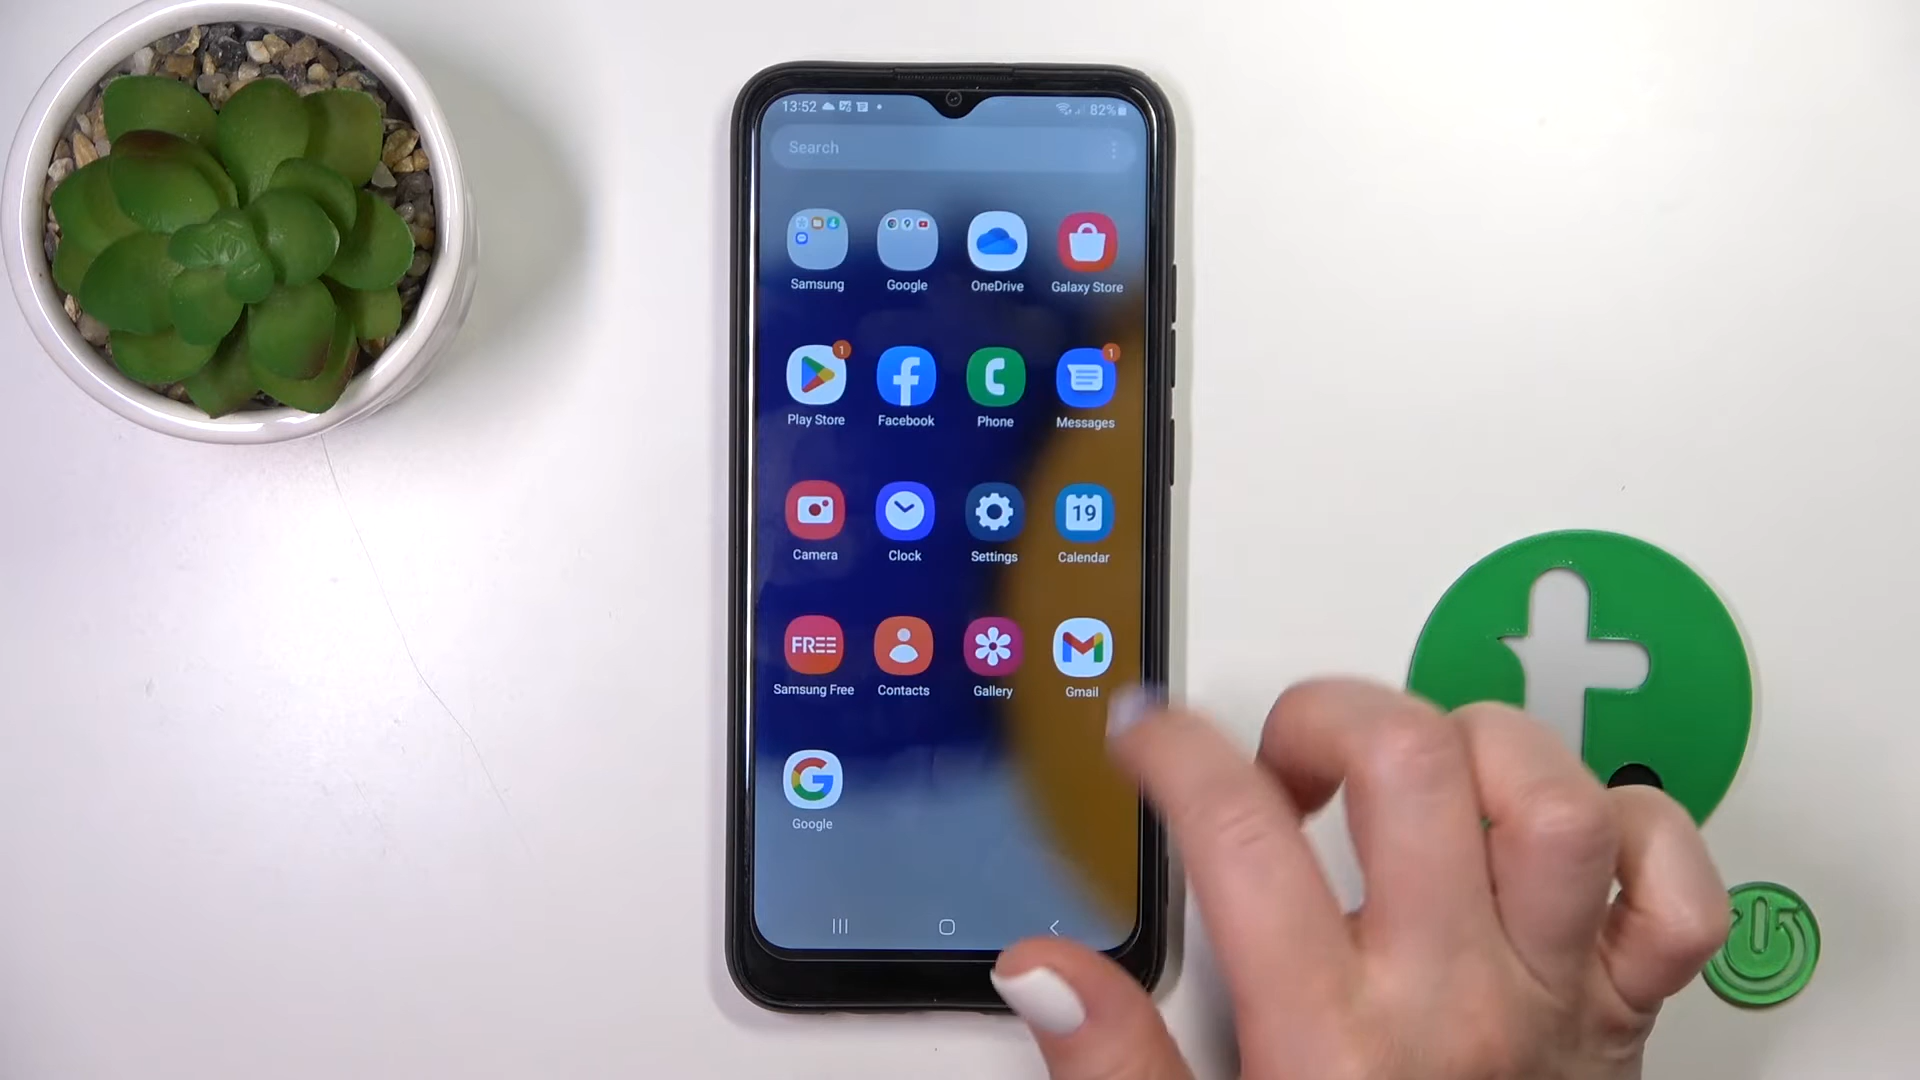 13:52 82%
Search
Samsung Google OneDrive Galaxy Store
1 1
Play Store Facebook Phone Messages
19
Camera Clock Settings Calendar
FREE
Samsung Free Contacts Gallery Gmail
G
Google